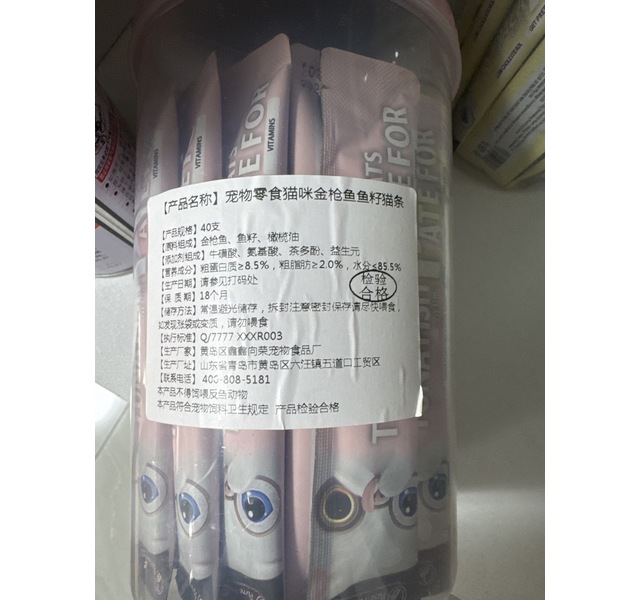 【产品名称】宠物零食猫咪金枪鱼鱼籽猫条
【产品规格】40支
【原料组成】金枪鱼、鱼籽、橄榄油
【添加剂组成】牛磺酸、氨基酸、茶多酚、益生元
【营养成分】粗蛋白质≥8.5%，粗脂肪≥2.0%，水分≤85.5%
【生产日期】请参见打码处
【保 质 期】18个月
【储存方法】常温避光储存，拆封注意密封保存请尽快喂食，
如发现涨袋或变质，请勿喂食
【执行标准】Q/7777 XXXR003
【生产厂家】黄岛区鑫鑫向荣宠物食品厂
【生产厂址】山东省青岛市黄岛区六汪镇五道口工贸区
【联系电话】400-808-5181
本产品不得饲喂反刍动物
本产品符合宠物饲料卫生规定 产品检验合格
检验
合格
VITAMINS
VITAMINS
VITAMINS
ATE FOR